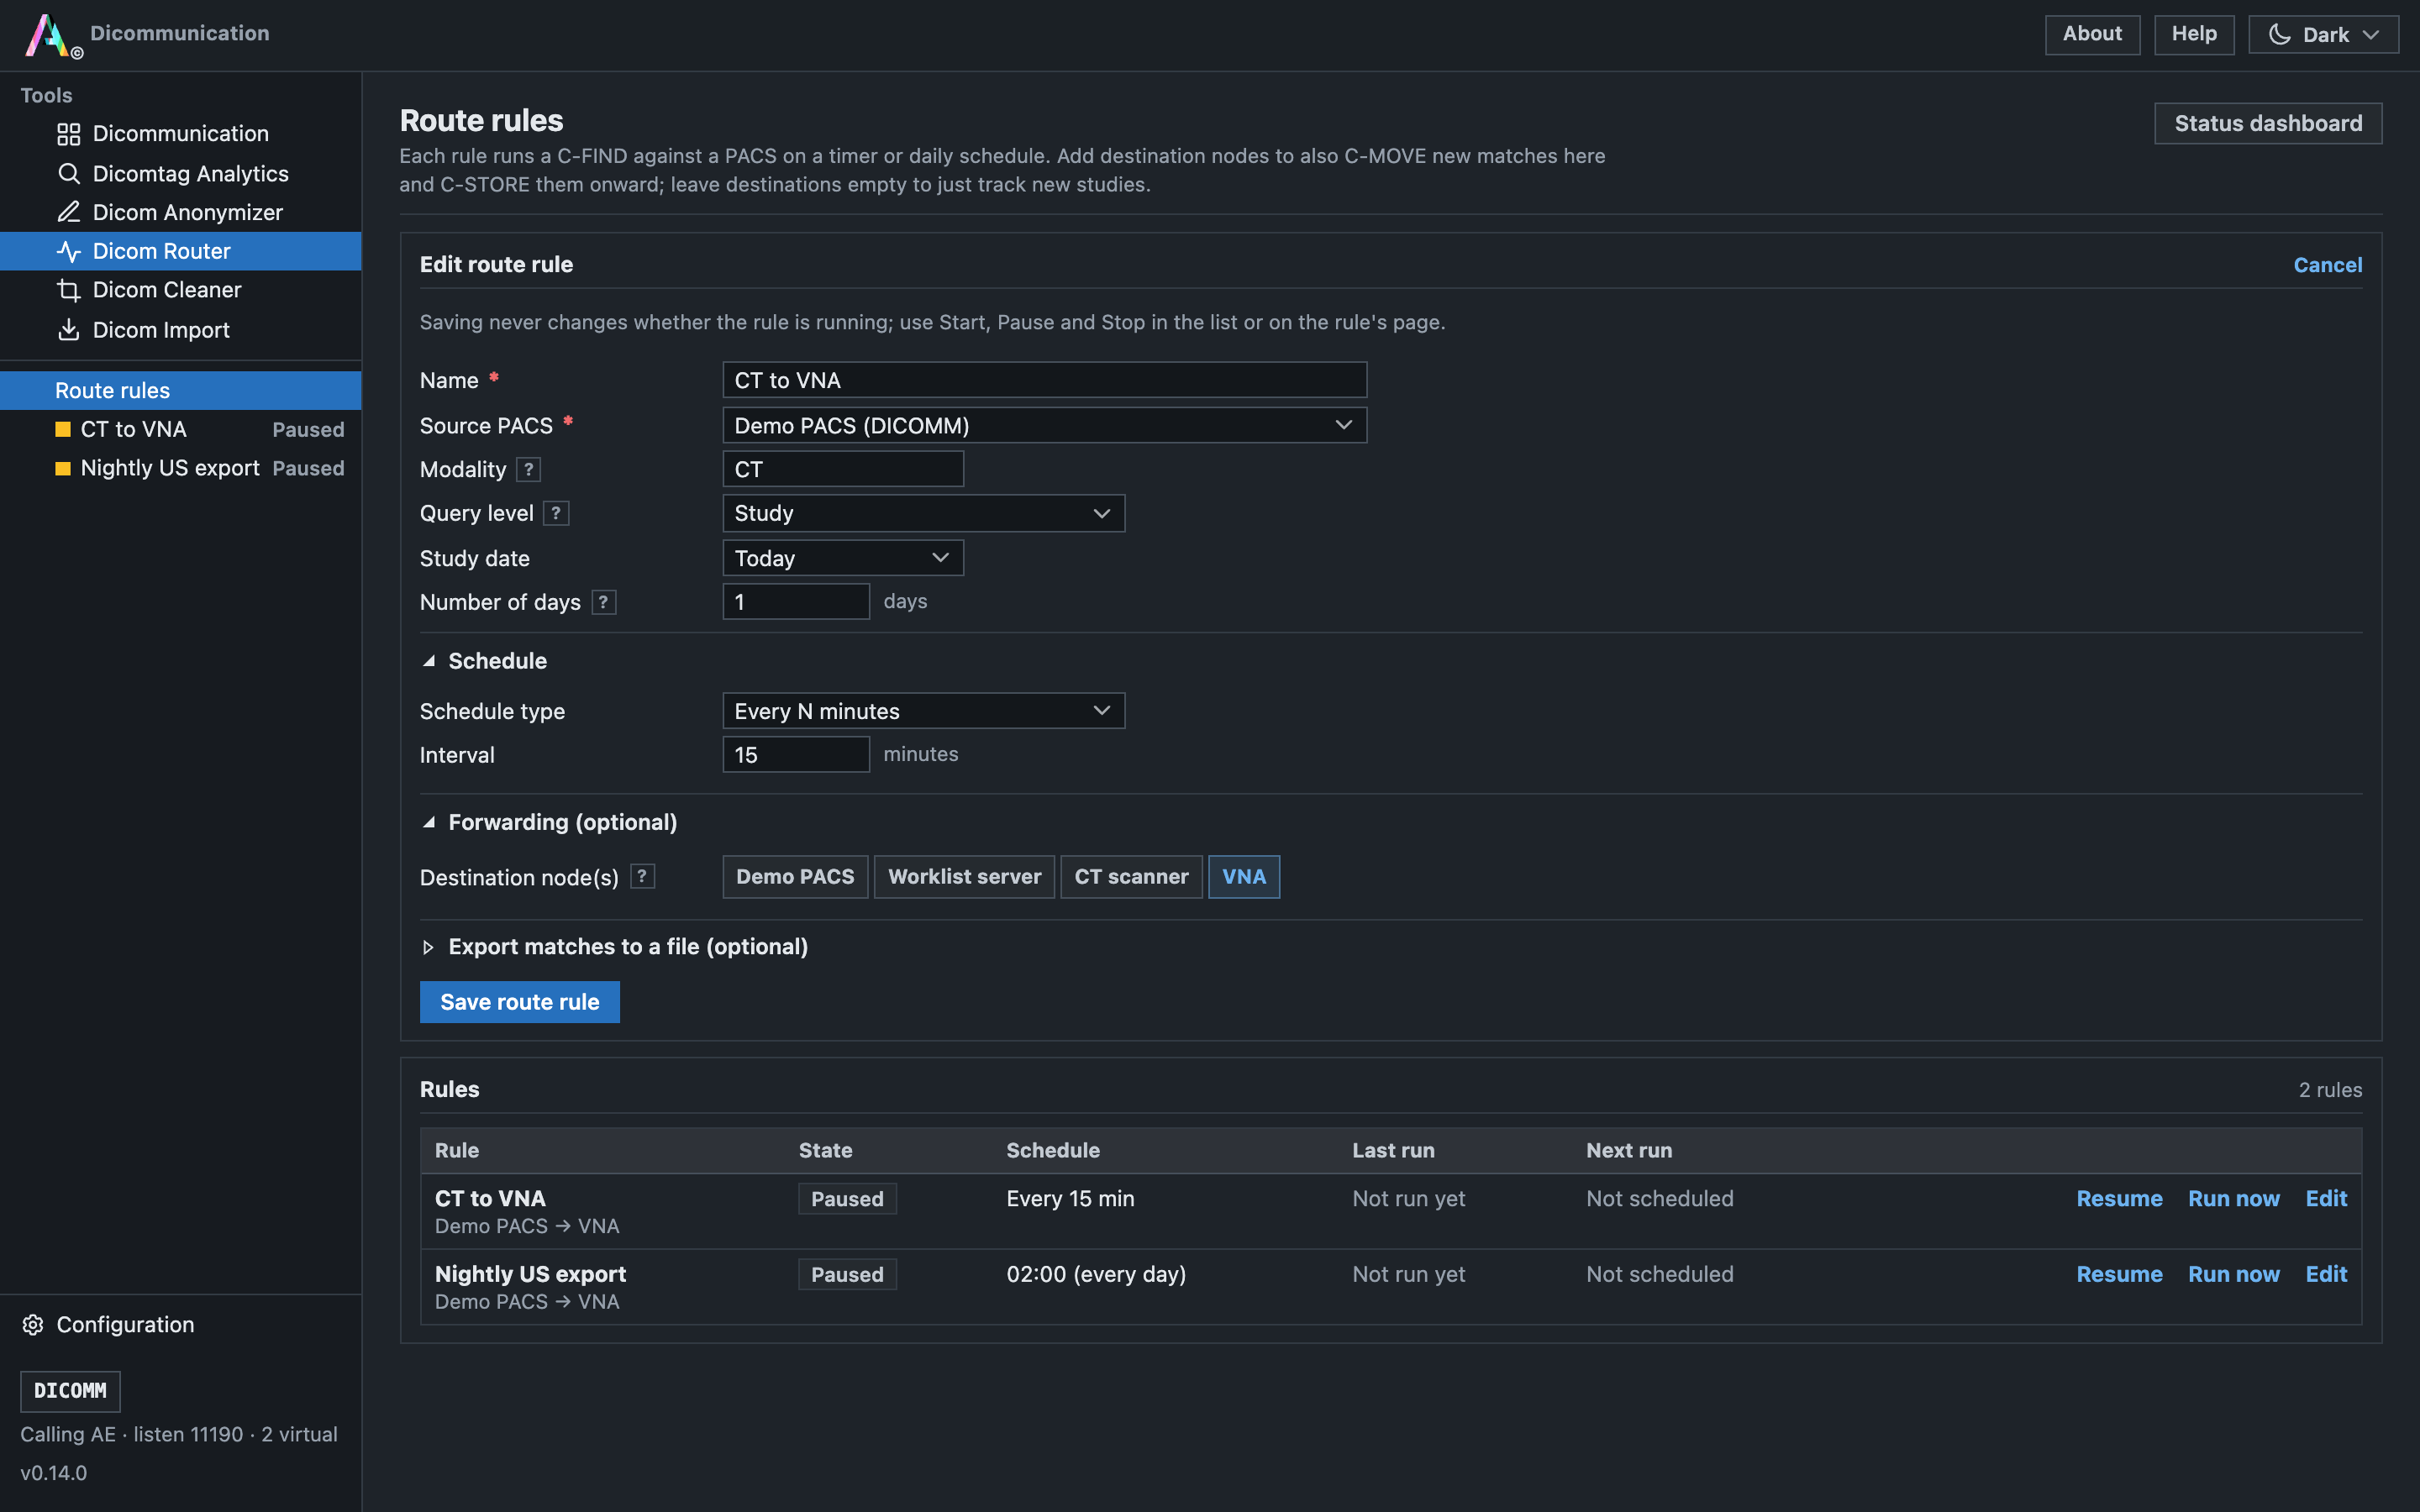 Dicommunication
About
Help
Dark
Tools
Dicommunication
Dicomtag Analytics
Dicom Anonymizer
Dicom Router
Dicom Cleaner
Dicom Import
Route rules
CT to VNA Paused
Nightly US export Paused
Configuration
DICOMM
Calling AE · listen 11190 · 2 virtual
v0.14.0
Route rules
Status dashboard
Each rule runs a C-FIND against a PACS on a timer or daily schedule. Add destination nodes to also C-MOVE new matches here
and C-STORE them onward; leave destinations empty to just track new studies.
Edit route rule
Cancel
Saving never changes whether the rule is running; use Start, Pause and Stop in the list or on the rule's page.
Name * CT to VNA
Source PACS * Demo PACS (DICOMM)
Modality ? CT
Query level ? Study
Study date Today
Number of days ? 1 days
Schedule
Schedule type Every N minutes
Interval 15 minutes
Forwarding (optional)
Destination node(s) ? Demo PACS Worklist server CT scanner VNA
Export matches to a file (optional)
Save route rule
Rules
2 rules
Rule State Schedule Last run Next run
CT to VNA Paused Every 15 min Not run yet Not scheduled Resume Run now Edit
Demo PACS → VNA
Nightly US export Paused 02:00 (every day) Not run yet Not scheduled Resume Run now Edit
Demo PACS → VNA